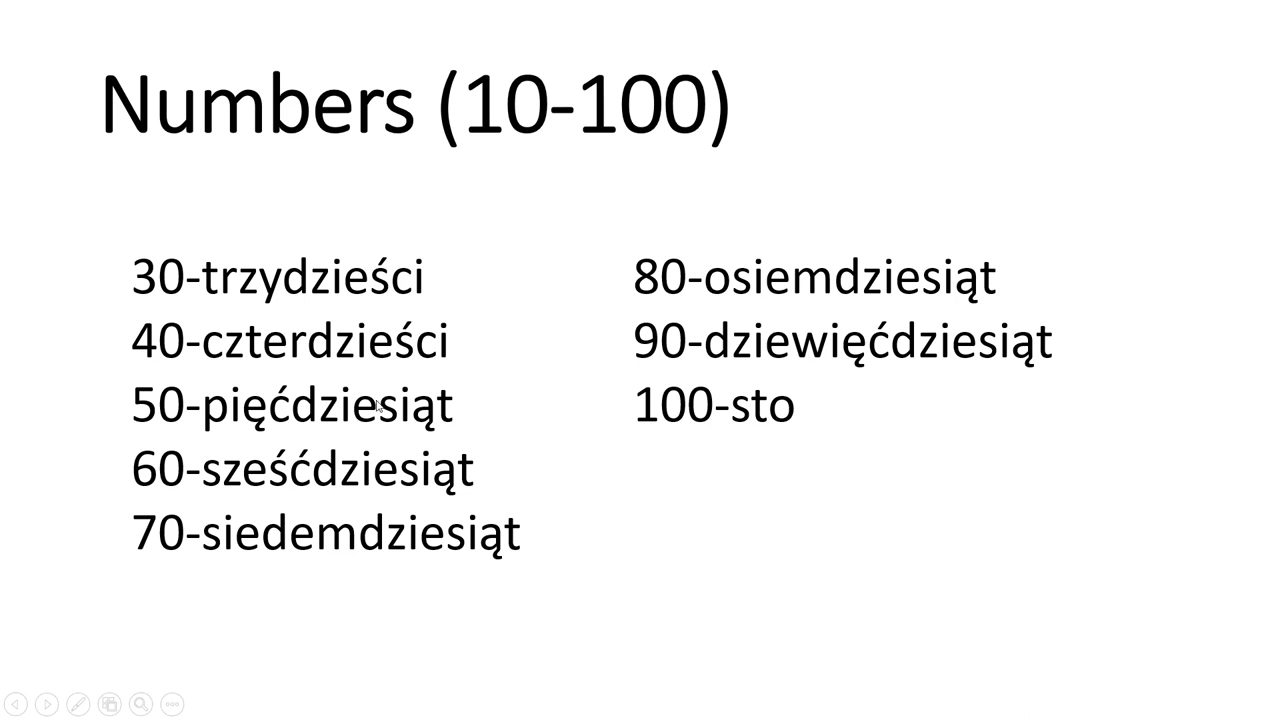 Numbers (10-100)
30-trzydzieści
40-czterdzieści
50-pięćdziesiąt
60-sześćdziesiąt
70-siedemdziesiąt
80-osiemdziesiąt
90-dziewięćdziesiąt
100-sto